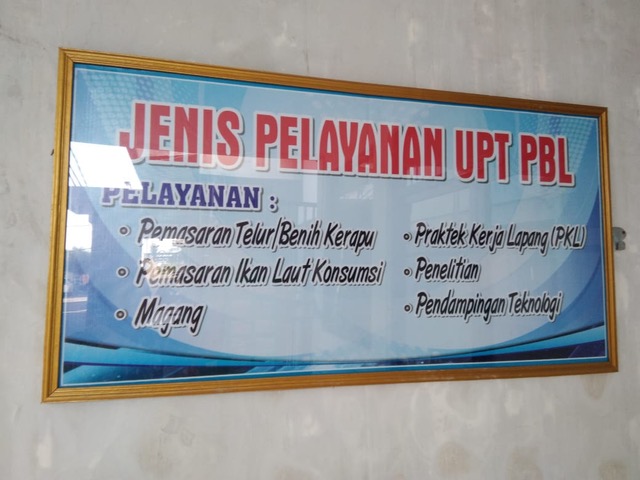 JENIS PELAYANAN UPT PBL
PELAYANAN :
Pemasaran Telur/Benih Kerapu
Pemasaran Ikan Laut Konsumsi
Magang
Praktek Kerja Lapang (PKL)
Penelitian
Pendampingan Teknologi